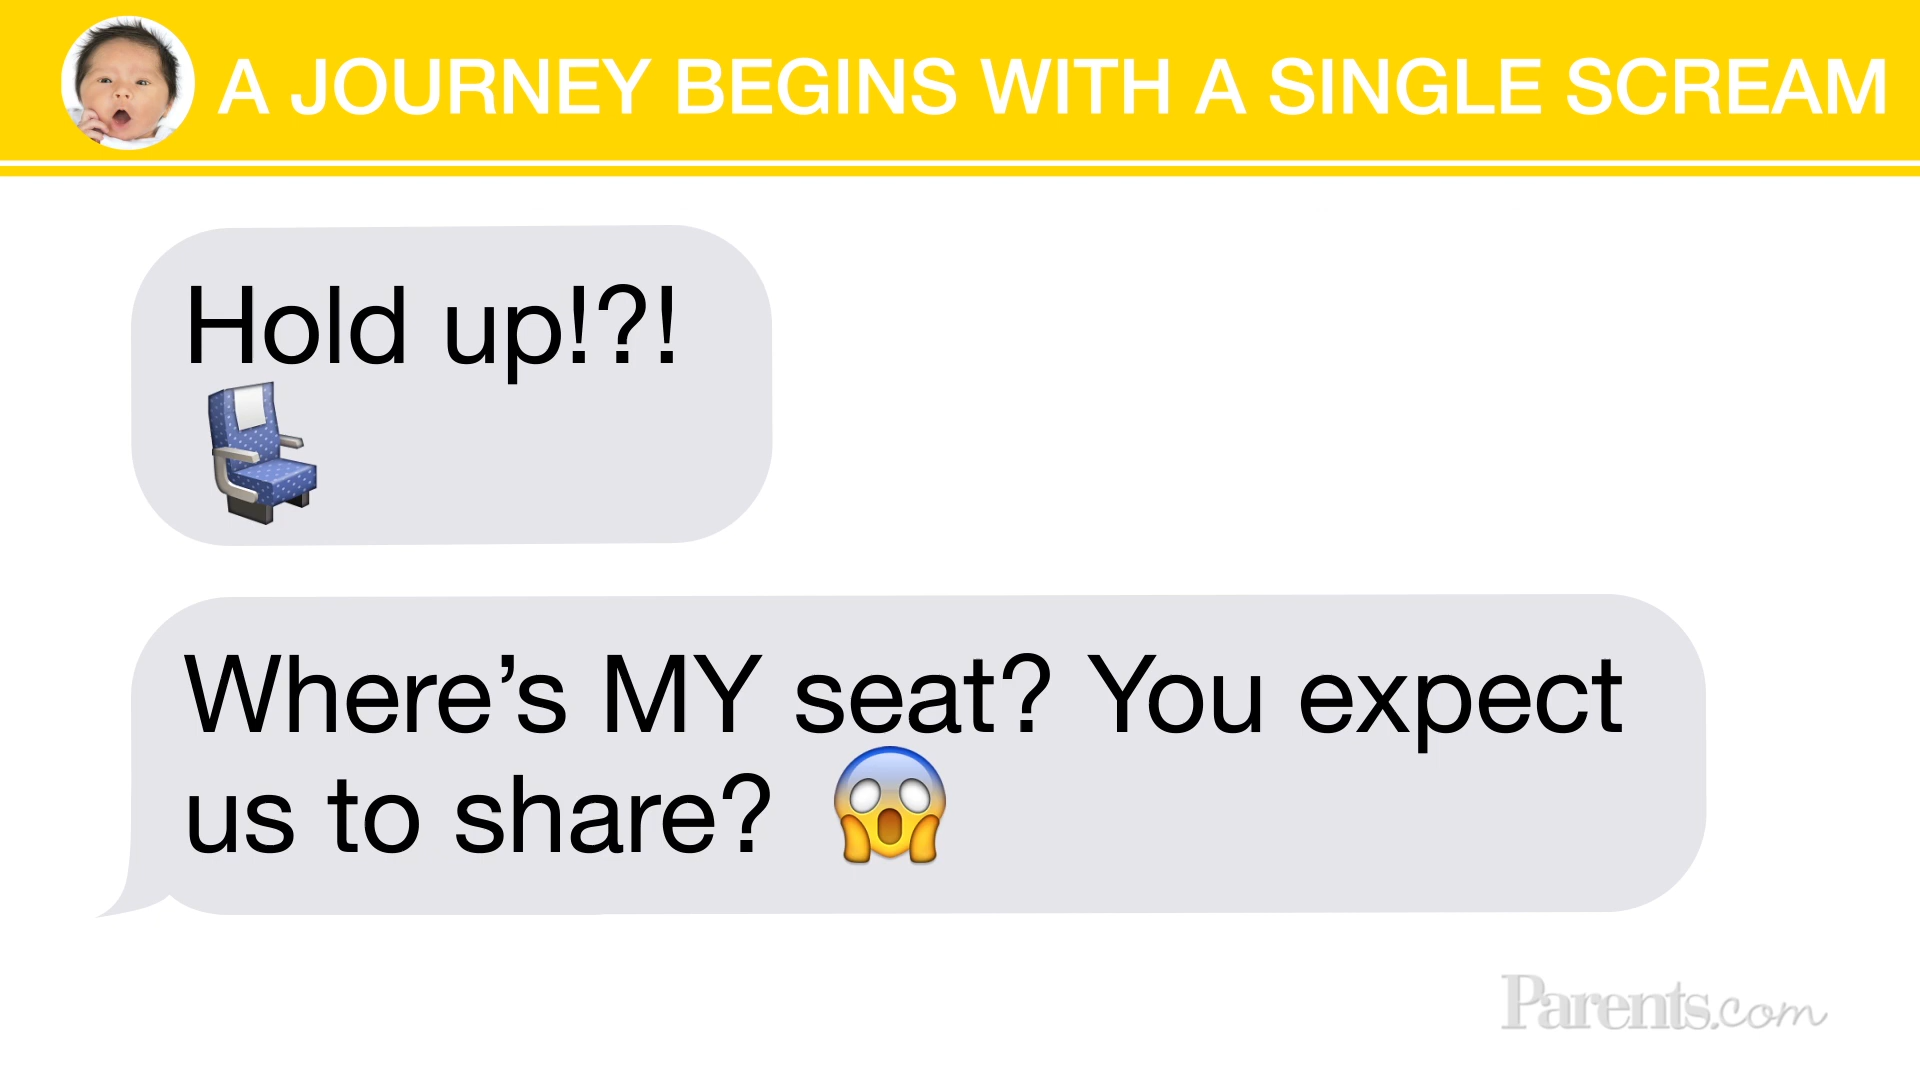 A JOURNEY BEGINS WITH A SINGLE SCREAM
Hold up!?!
Where’s MY seat? You expect
us to share?
Parents.com